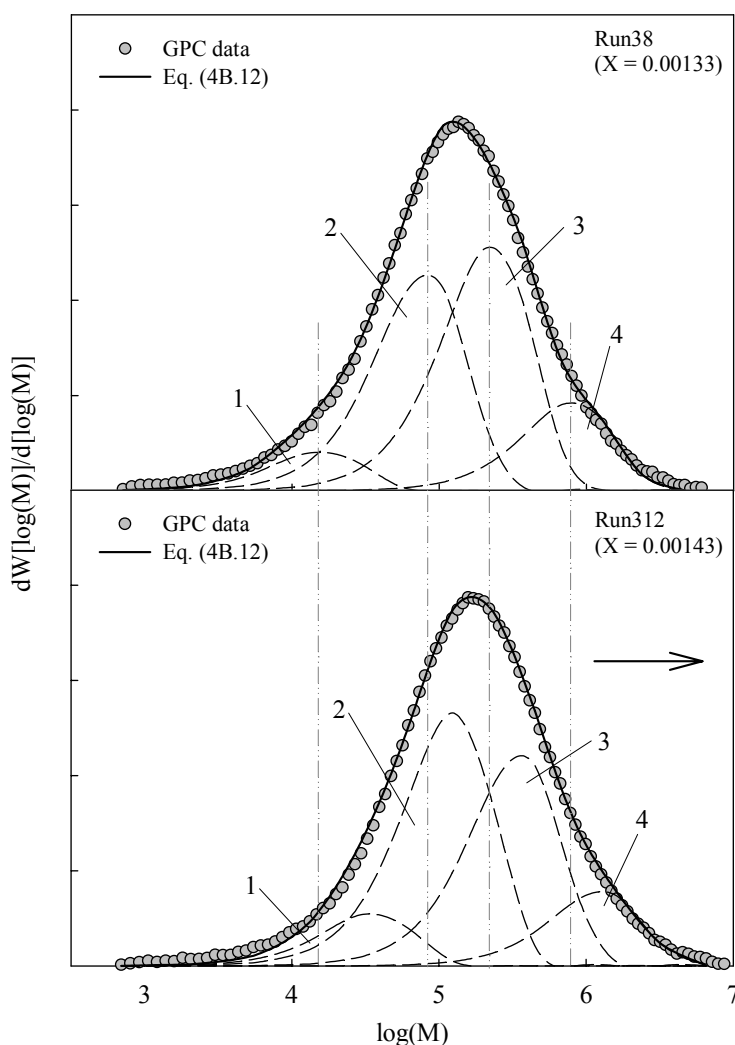 GPC data
Eq. (4B.12)
Run38
(X = 0.00133)
1
2
3
4
dW[log(M)]/d[log(M)]
GPC data
Eq. (4B.12)
Run312
(X = 0.00143)
1
2
3
4
3 4 5 6 7
log(M)